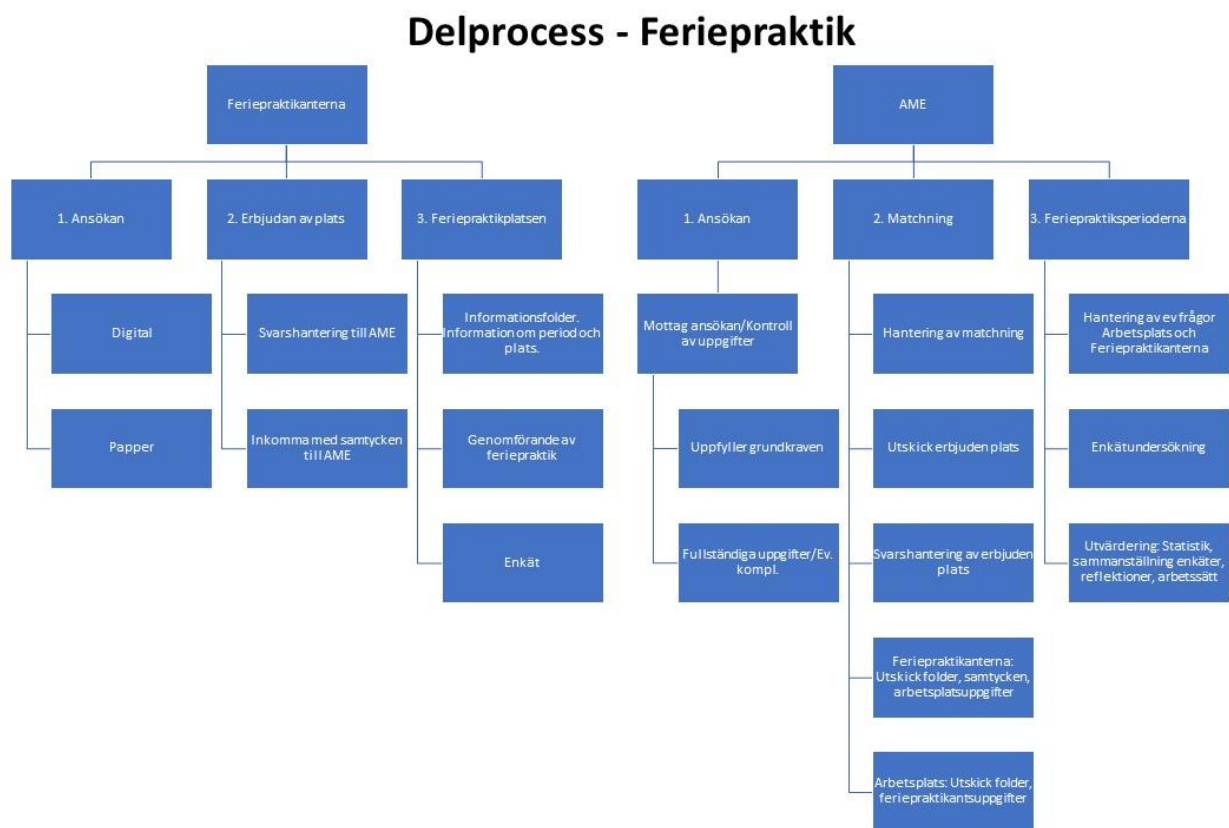 Delprocess - Feriepraktik
Feriepraktikanterna
1. Ansökan
Digital
Papper
2. Erbjudan av plats
Svarshantering till AME
Inkomma med samtycken
till AME
3. Feriepraktikplatsen
Informationsfolder.
Information om period och
plats.
Genomförande av
feriepraktik
Enkät
AME
1. Ansökan
Mottag ansökan/Kontroll
av uppgifter
Uppfyller grundkraven
Fullständiga uppgifter/Ev.
kompl.
2. Matchning
Hantering av matchning
Utskick erbjuden plats
Svarshantering av erbjuden
plats
Feriepraktikanterna:
Utskick folder, samtycken,
arbetsplatsuppgifter
Arbetsplats: Utskick folder,
feriepraktikantsuppgifter
3. Feriepraktiksperioderna
Hantering av ev frågor
Arbetsplats och
Feriepraktikanterna
Enkätundersökning
Utvärdering: Statistik,
sammanställning enkäter,
reflektioner, arbetssätt